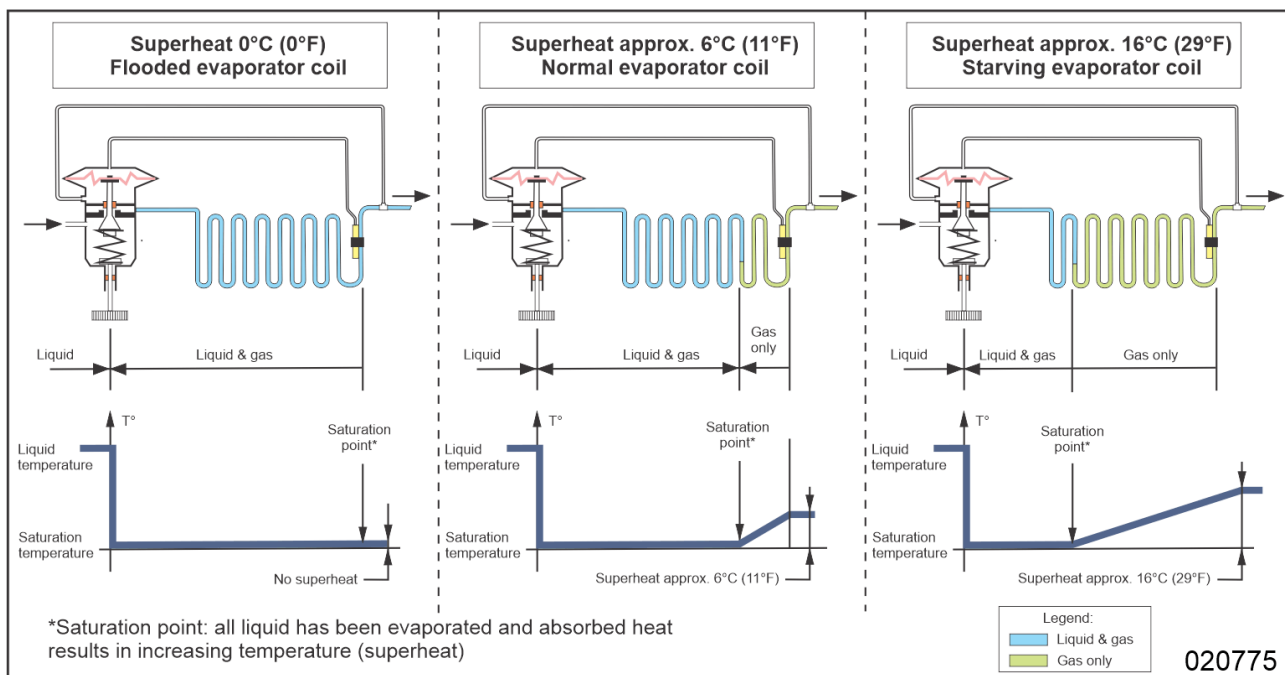 Superheat 0°C (0°F)
Flooded evaporator coil
Liquid
Liquid & gas
T°
Saturation
point*
Liquid
temperature
Saturation
temperature
No superheat
Superheat approx. 6°C (11°F)
Normal evaporator coil
Gas
only
Liquid
Liquid & gas
T°
Saturation
point*
Liquid
temperature
Saturation
temperature
Superheat approx. 6°C (11°F)
Superheat approx. 16°C (29°F)
Starving evaporator coil
Liquid
Liquid & gas
Gas only
T°
Saturation
point*
Liquid
temperature
Saturation
temperature
Superheat approx. 16°C (29°F)
*Saturation point: all liquid has been evaporated and absorbed heat
results in increasing temperature (superheat)
Legend:
Liquid & gas
Gas only
020775